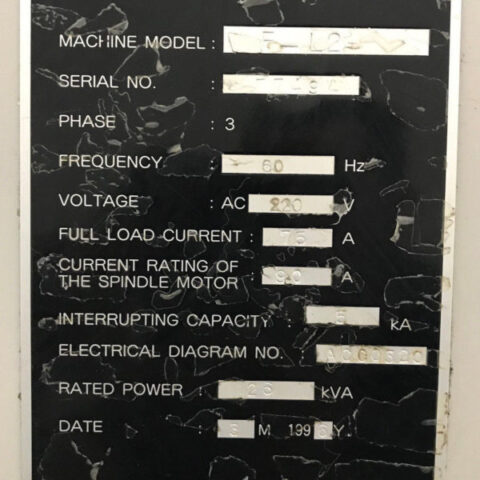 MACHINE MODEL :
SERIAL NO. :
PHASE : 3
FREQUENCY : 60 Hz
VOLTAGE : AC 220 V
FULL LOAD CURRENT : 75 A
CURRENT RATING OF
THE SPINDLE MOTOR : 90 A
INTERRUPTING CAPACITY : 5 kA
ELECTRICAL DIAGRAM NO. :
RATED POWER : kVA
DATE : M 199 Y